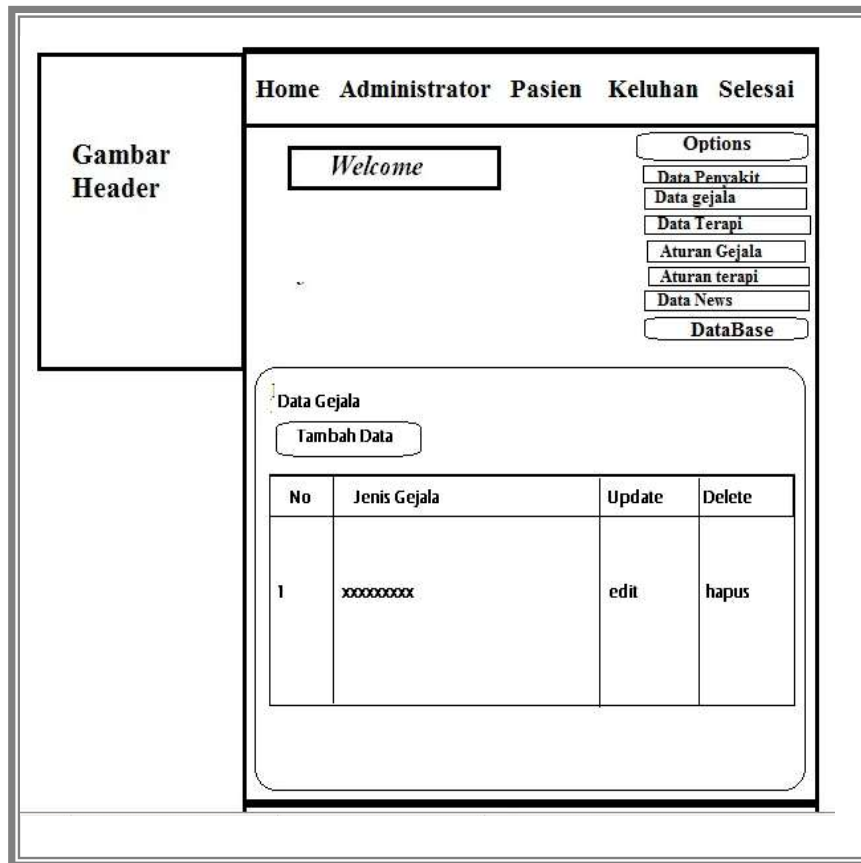 Home Administrator Pasien Keluhan Selesai
Gambar
Header
Welcome
Options
Data Penyakit
Data gejala
Data Terapi
Aturan Gejala
Aturan terapi
Data News
DataBase
Data Gejala
Tambah Data
No Jenis Gejala Update Delete
1 xxxxxxxxx edit hapus